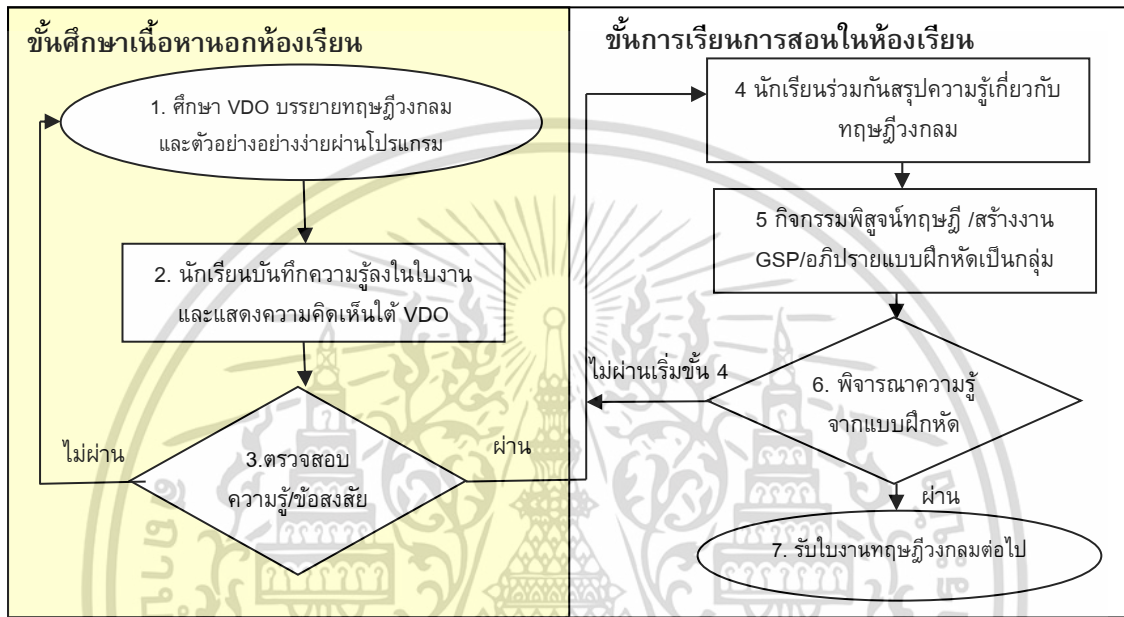 ขั้นศึกษาเนื้อหานอกห้องเรียน
1. ศึกษา VDO บรรยายทฤษฎีวงกลม
และตัวอย่างอย่างง่ายผ่านโปรแกรม
2. นักเรียนบันทึกความรู้ลงในใบงาน
และแสดงความคิดเห็นใต้ VDO
ไม่ผ่าน
3.ตรวจสอบ
ความรู้/ข้อสงสัย
ผ่าน
ขั้นการเรียนการสอนในห้องเรียน
4 นักเรียนร่วมกันสรุปความรู้เกี่ยวกับ
ทฤษฎีวงกลม
5 กิจกรรมพิสูจน์ทฤษฎี /สร้างงาน
GSP/อภิปรายแบบฝึกหัดเป็นกลุ่ม
ไม่ผ่านเริ่มขั้น 4
6. พิจารณาความรู้
จากแบบฝึกหัด
ผ่าน
7. รับใบงานทฤษฎีวงกลมต่อไป